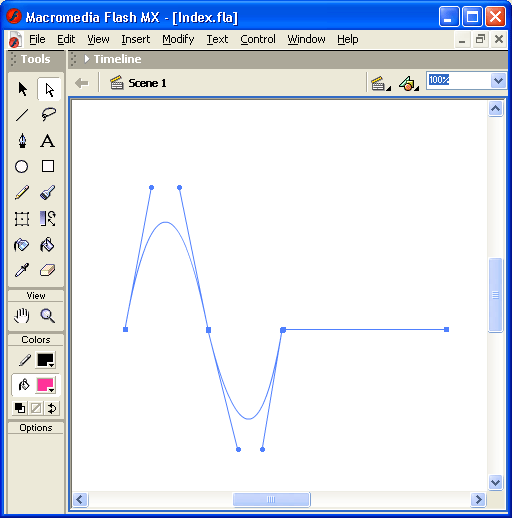 Macromedia Flash MX - [Index.fla]
File Edit View Insert Modify Text Control Window Help
Tools Timeline
Scene 1 100%
A
View
Colors
Options